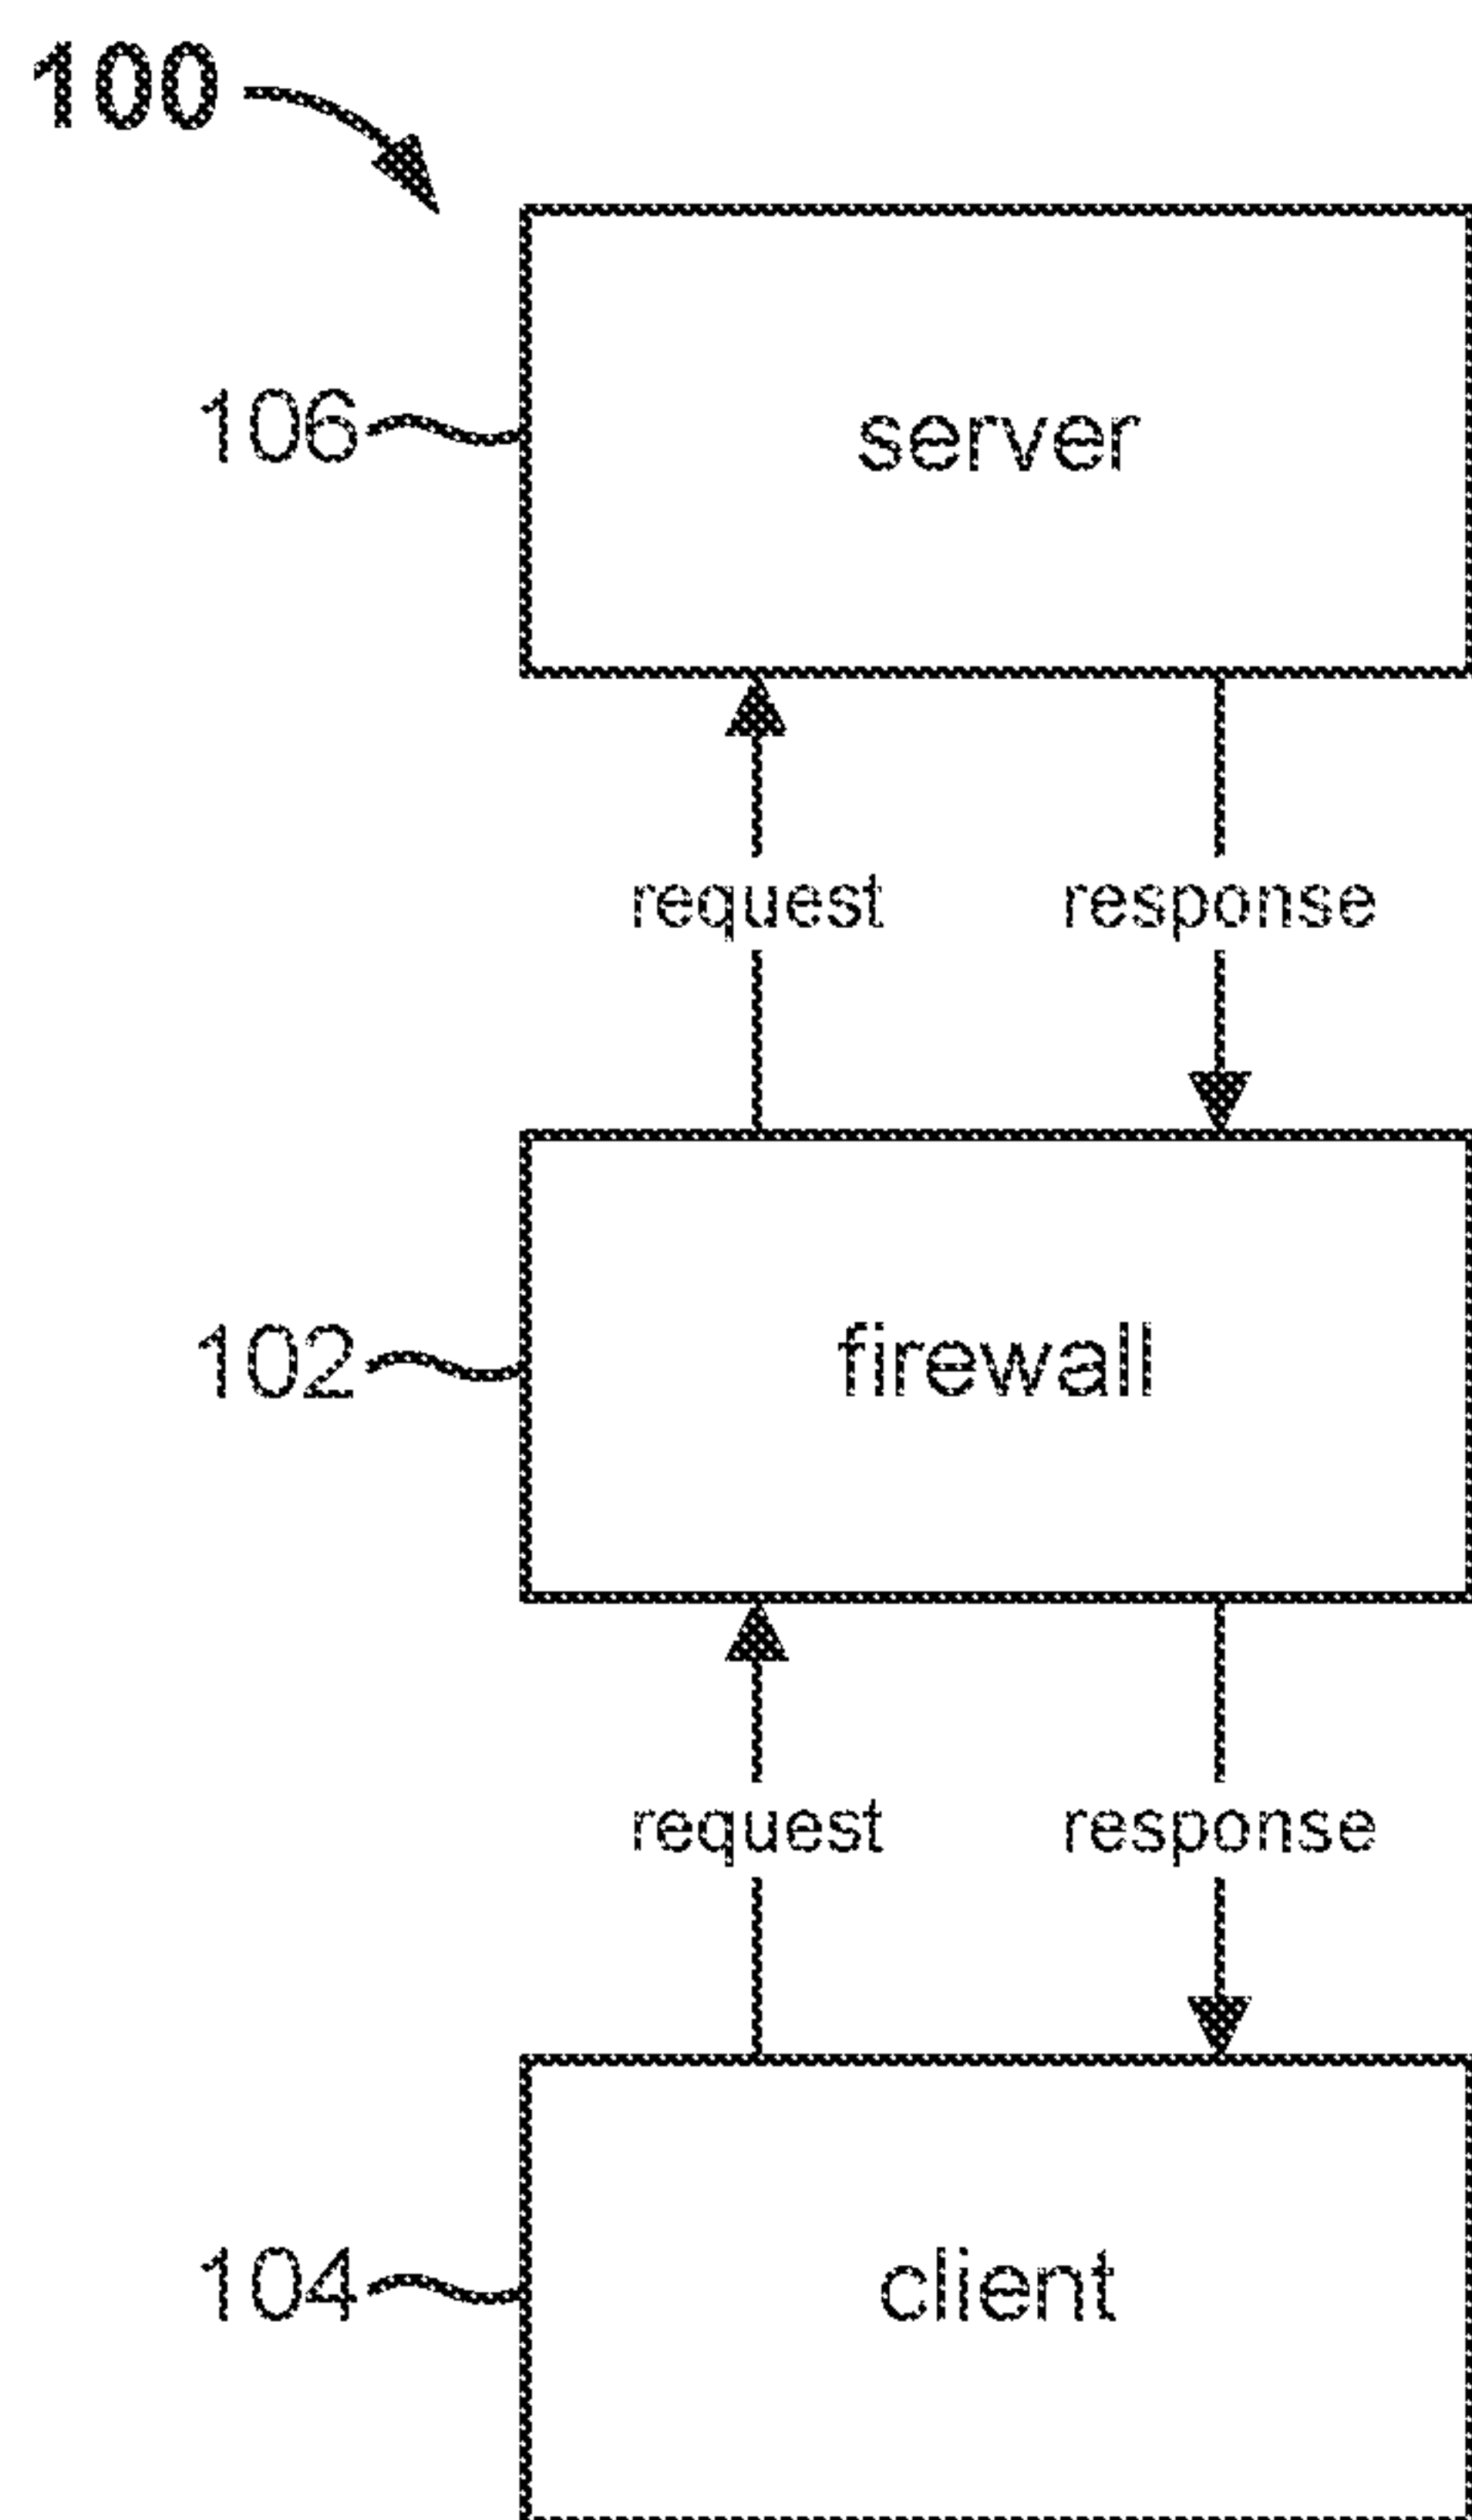 100
106 server
request response
102 firewall
request response
104 client